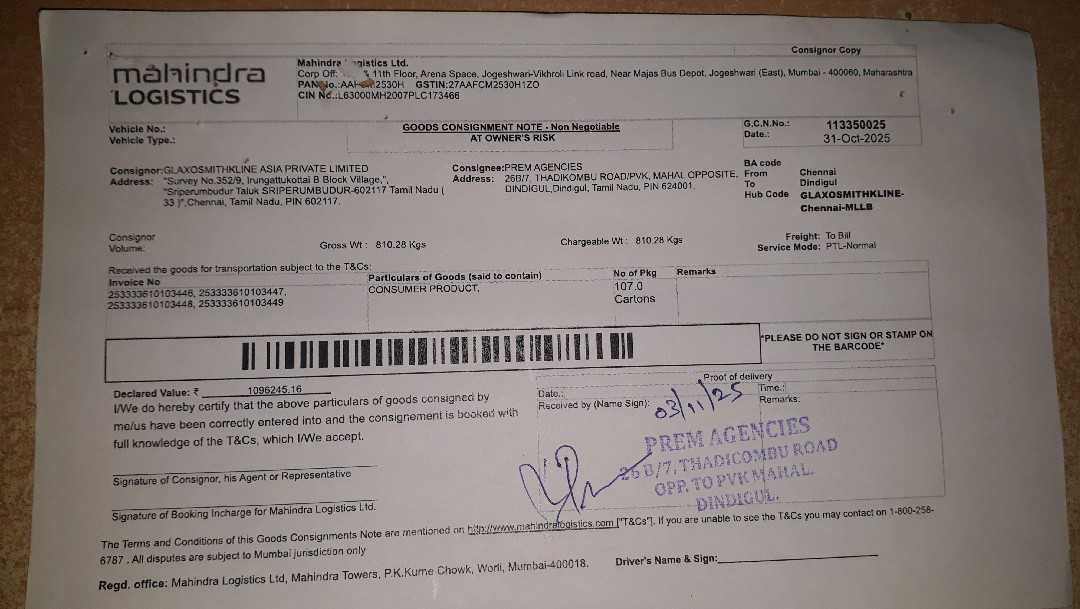 Consignor Copy
mahindra
LOGISTICS
Mahindra Logistics Ltd.
Corp Off: 11th Floor, Arena Space, Jogeshwari-Vikhroli Link road, Near Majas Bus Depot, Jogeshwari (East), Mumbai - 400060, Maharashtra
PAN No.: GSTIN:27AAFCM2530H1ZO
CIN No.:L63000MH2007PLC173466
Vehicle No.:
Vehicle Type.:
GOODS CONSIGNMENT NOTE - Non Negotiable
AT OWNER'S RISK
G.C.N.No.: 113350025
Date.: 31-Oct-2025
Consignor:GLAXOSMITHKLINE ASIA PRIVATE LIMITED
Address: "Survey No.352/9, Irungattukottai B Block Village,",
"Sriperumbudur Taluk SRIPERUMBUDUR-602117 Tamil Nadu (
33 )",Chennai, Tamil Nadu, PIN 602117.
Consignee:PREM AGENCIES
Address: 26B/7, THADIKOMBU ROAD/PVK, MAHAL OPPOSITE,
DINDIGUL,Dindigul, Tamil Nadu, PIN 624001.
BA code
From Chennai
To Dindigul
Hub Code GLAXOSMITHKLINE-
Chennai-MLLB
Consignor
Volume:
Gross Wt : 810.28 Kgs
Chargeable Wt : 810.28 Kgs
Freight: To Bill
Service Mode: PTL-Normal
Received the goods for transportation subject to the T&Cs:
Invoice No
253333610103446, 253333610103447,
253333610103448, 253333610103449
Particulars of Goods (said to contain)
CONSUMER PRODUCT,
No of Pkg
107.0
Cartons
Remarks
*PLEASE DO NOT SIGN OR STAMP ON
THE BARCODE*
Declared Value: ₹ 1096245.16
I/We do hereby certify that the above particulars of goods consigned by
me/us have been correctly entered into and the consignement is booked with
full knowledge of the T&Cs, which I/We accept.
Proof of delivery
Date.:
Time.:
Received by (Name Sign):
Remarks:
03/11/25
PREM AGENCIES
26 B/7, THADICOMBU ROAD
OPP. TO PVK MAHAL,
DINDIGUL.
Signature of Consignor, his Agent or Representative
Signature of Booking Incharge for Mahindra Logistics Ltd.
The Terms and Conditions of this Goods Consignments Note are mentioned on http://www.mahindralogistics.com ["T&Cs"]. If you are unable to see the T&Cs you may contact on 1-800-258-
6787 . All disputes are subject to Mumbai jurisdiction only
Regd. office: Mahindra Logistics Ltd, Mahindra Towers, P.K.Kurne Chowk, Worli, Mumbai-400018.
Driver's Name & Sign: